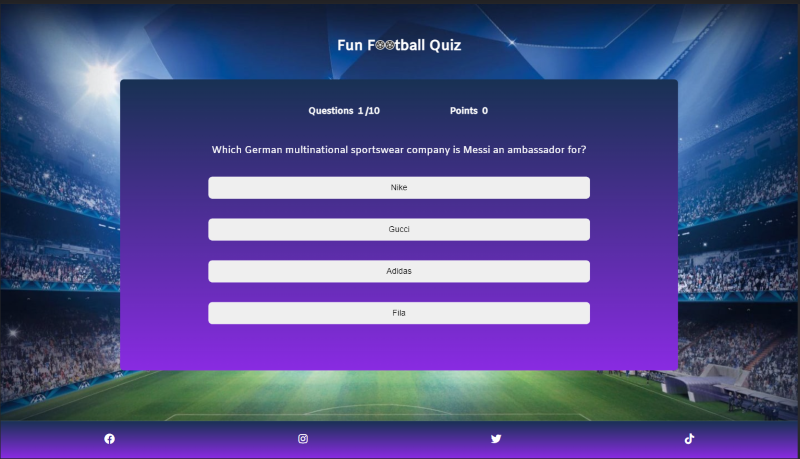 Fun F⚽⚽tball Quiz
Questions 1/10 Points 0
Which German multinational sportswear company is Messi an ambassador for?
Nike
Gucci
Adidas
Fila